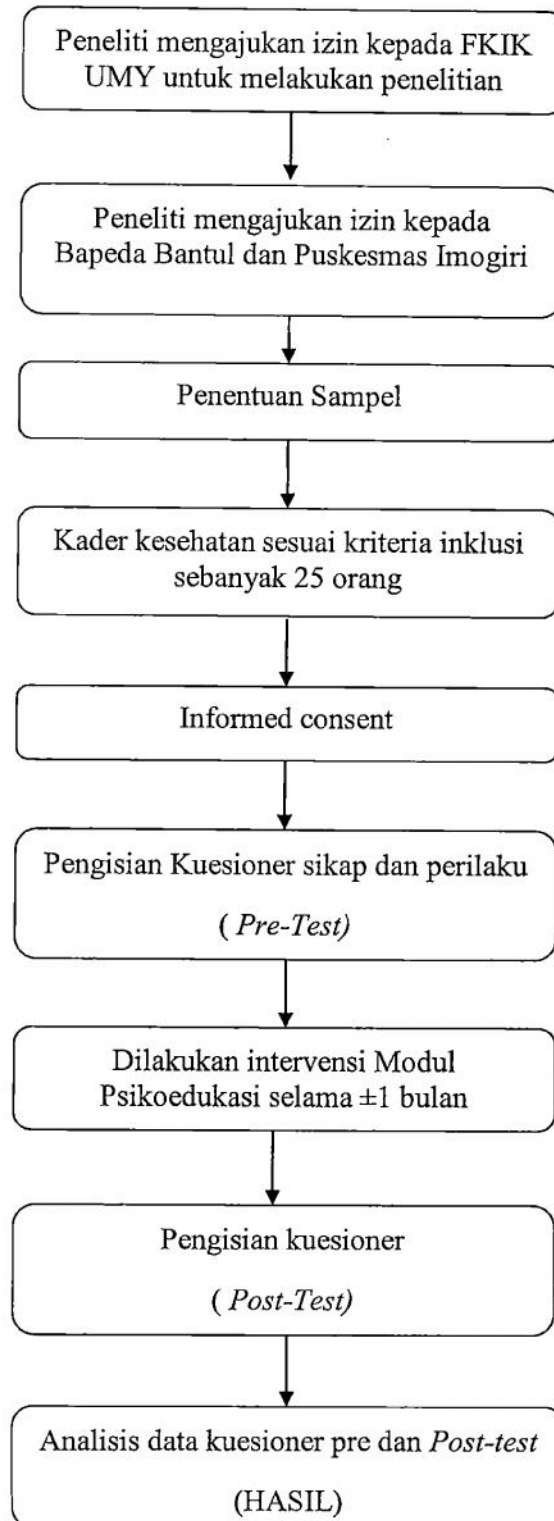 Peneliti mengajukan izin kepada FKIK
UMY untuk melakukan penelitian
Peneliti mengajukan izin kepada
Bapeda Bantul dan Puskesmas Imogiri
Penentuan Sampel
Kader kesehatan sesuai kriteria inklusi
sebanyak 25 orang
Informed consent
Pengisian Kuesioner sikap dan perilaku
( Pre-Test)
Dilakukan intervensi Modul
Psikoedukasi selama ±1 bulan
Pengisian kuesioner
( Post-Test)
Analisis data kuesioner pre dan Post-test
(HASIL)